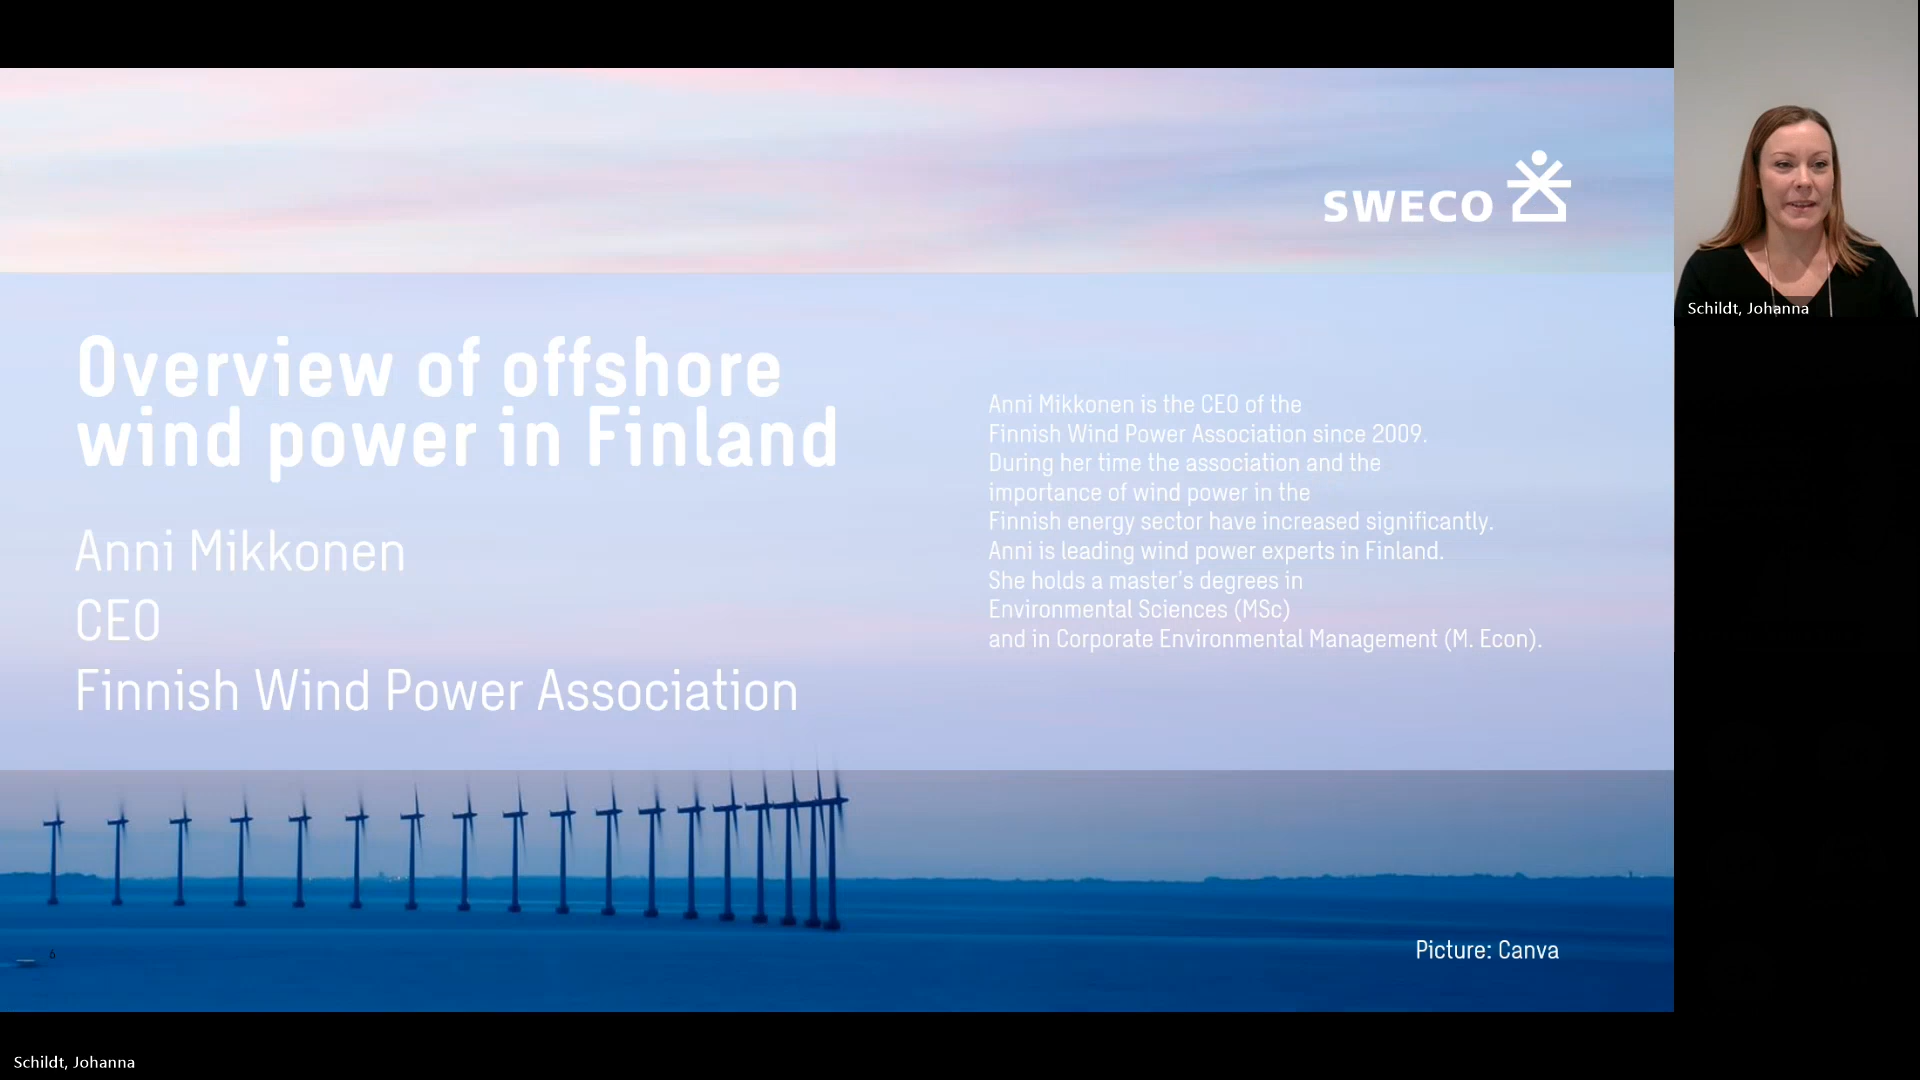 SWECO
Overview of offshore
wind power in Finland
Anni Mikkonen
CEO
Finnish Wind Power Association
Anni Mikkonen is the CEO of the
Finnish Wind Power Association since 2009.
During her time the association and the
importance of wind power in the
Finnish energy sector have increased significantly.
Anni is leading wind power experts in Finland.
She holds a master's degrees in
Environmental Sciences (MSc)
and in Corporate Environmental Management (M. Econ).
6
Picture: Canva
Schildt, Johanna
Schildt, Johanna